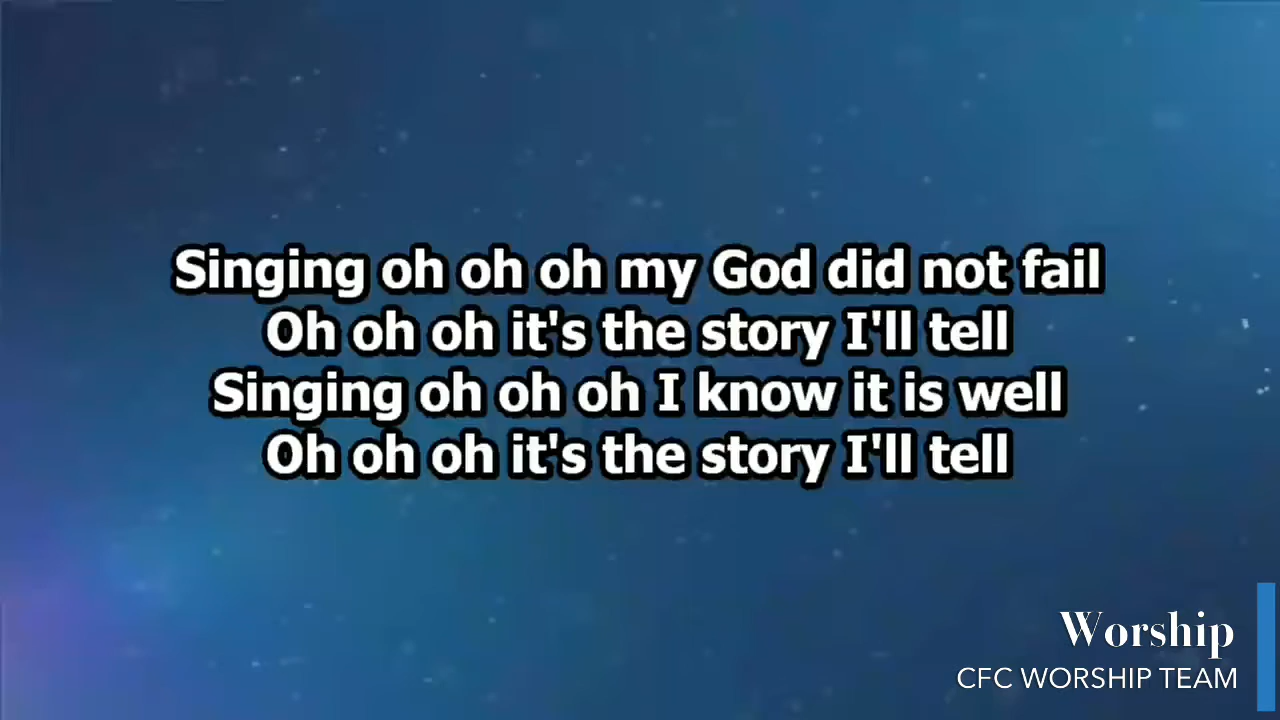 Singing oh oh oh my God did not fail
Oh oh oh it's the story I'll tell
Singing oh oh oh I know it is well
Oh oh oh it's the story I'll tell
Worship
CFC WORSHIP TEAM